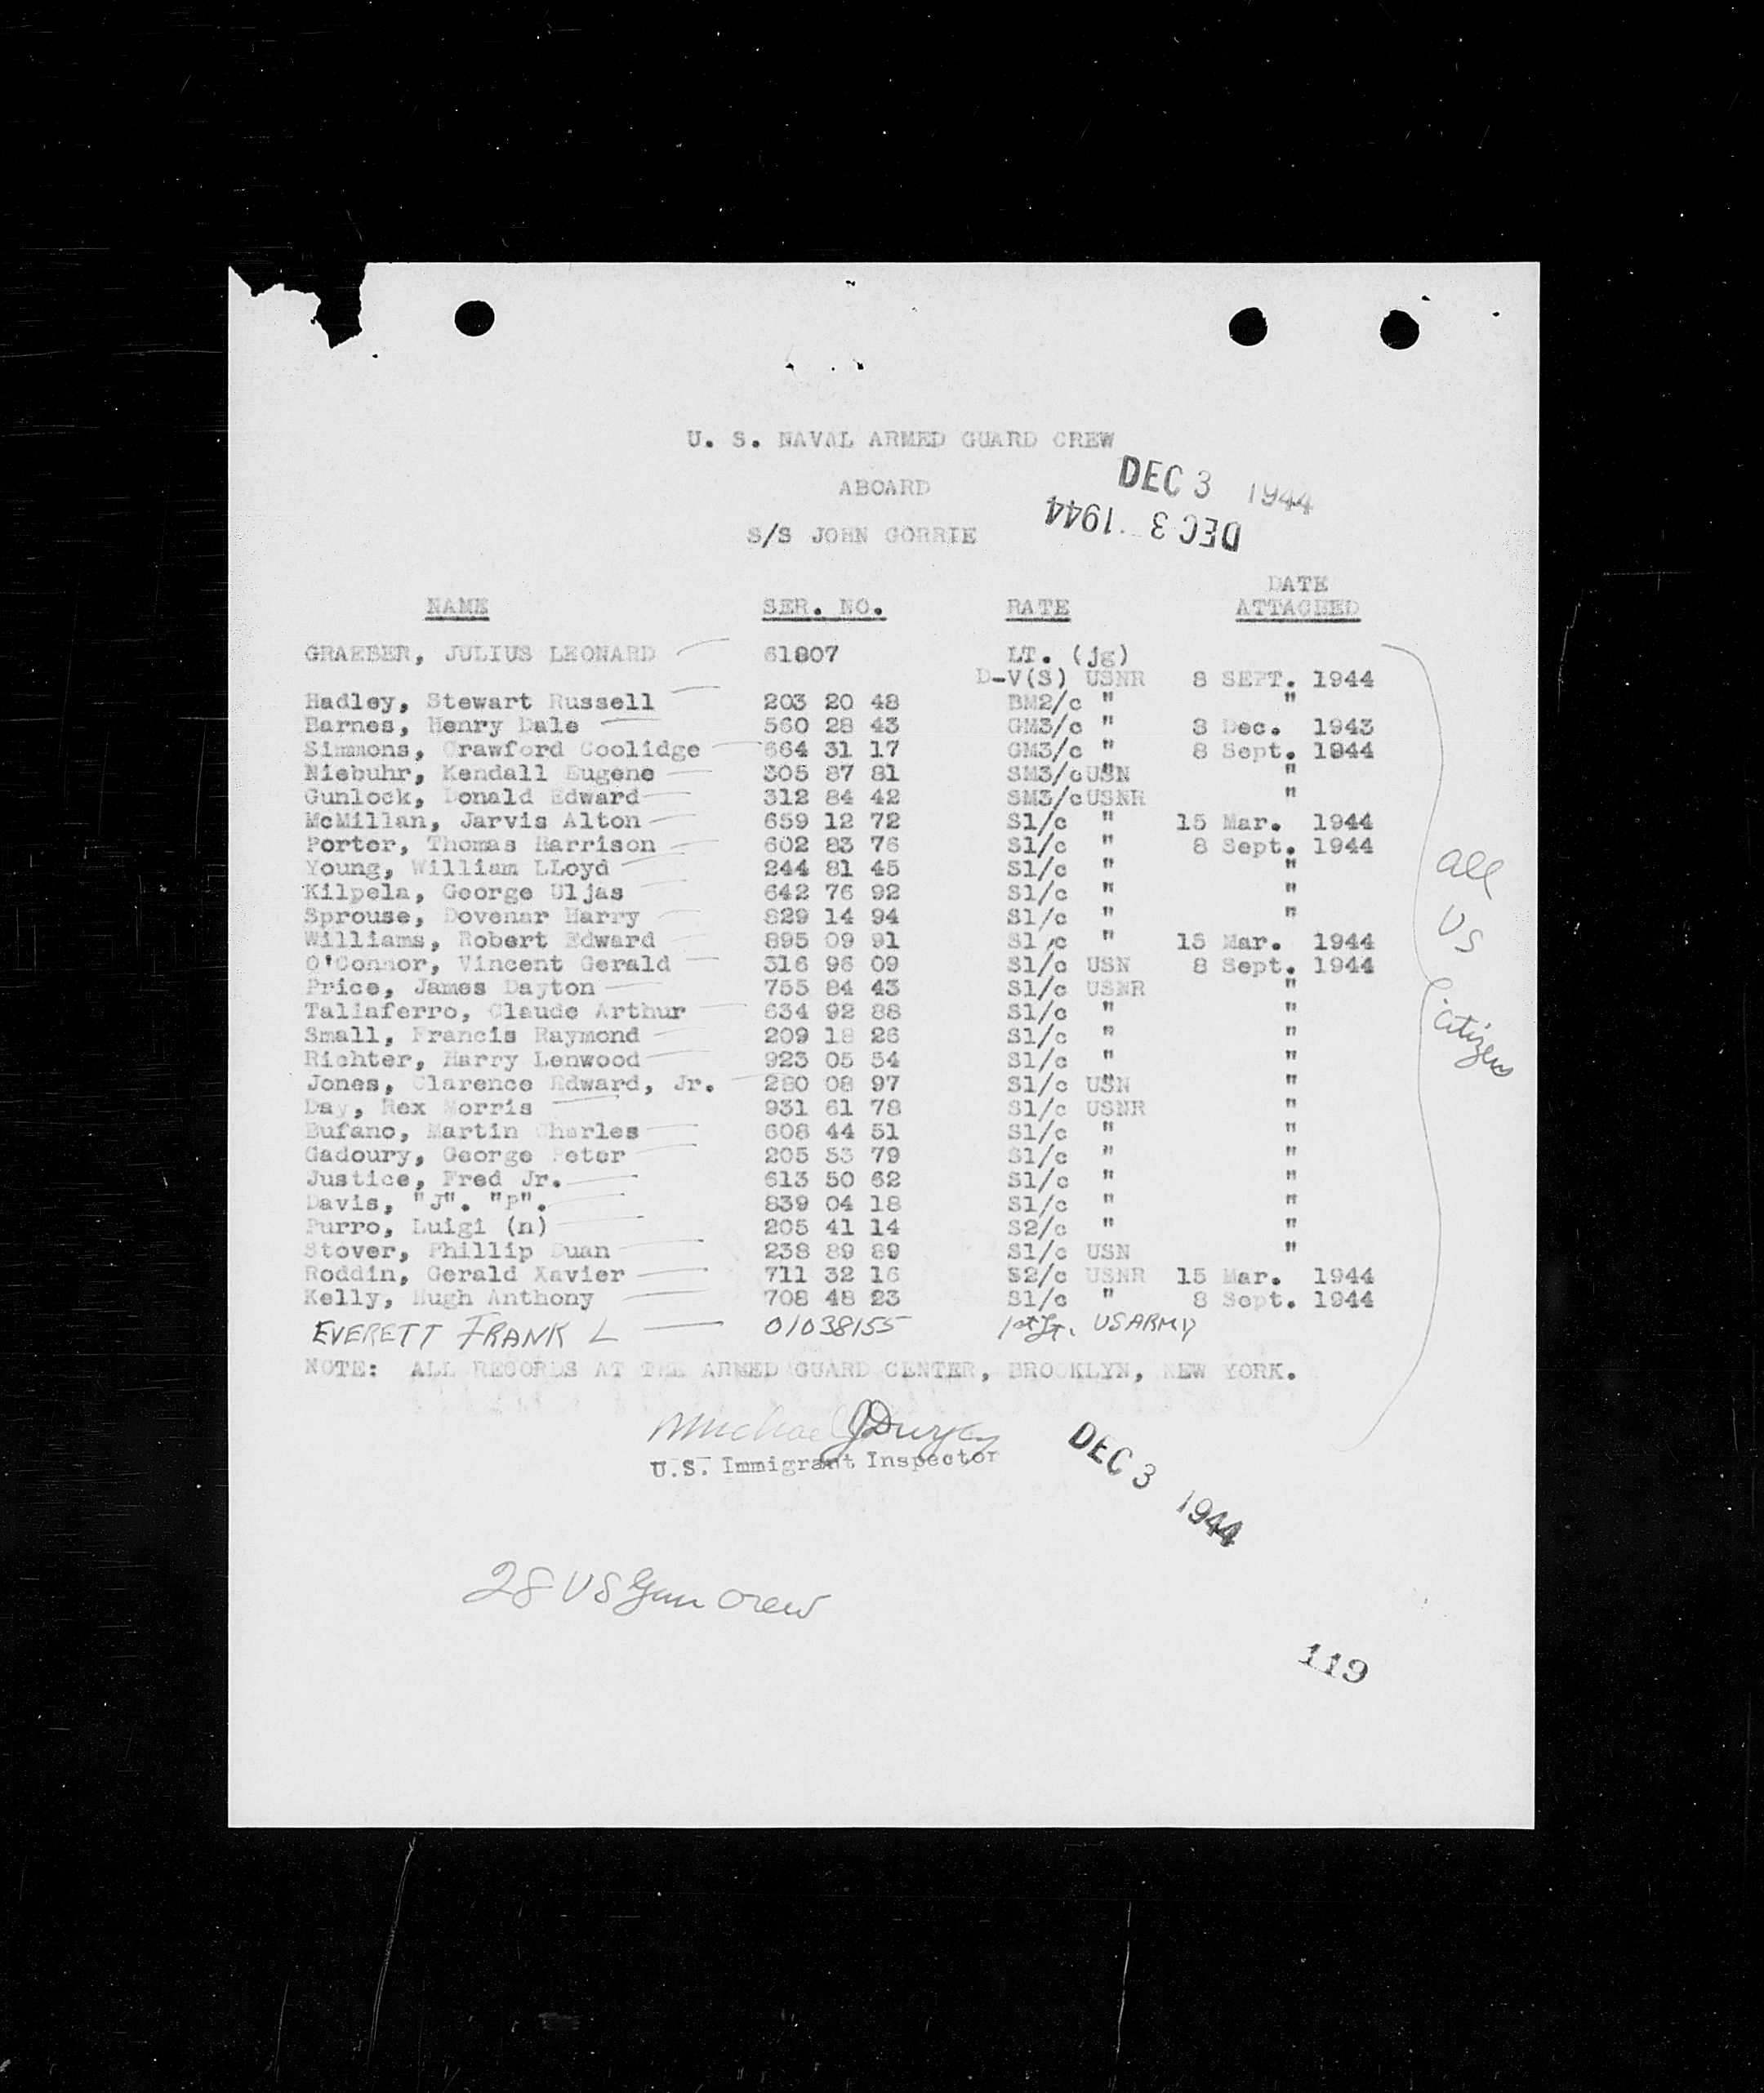 U. S. NAVAL ARMED GUARD CREW
DEC 3 1944
ABOARD
DEC 3 1944
S/S JOHN GORRIE
DATE
NAME SER. NO. RATE ATTACHED
GRAEBER, JULIUS LEONARD 61807 LT. (jg)
D-V(S) USNR 8 SEPT. 1944
Hadley, Stewart Russell 203 20 48 BM2/c " "
Barnes, Henry Dale 560 28 43 GM3/c " 8 Dec. 1943
Simmons, Crawford Coolidge 664 31 17 GM3/c " 8 Sept. 1944
Niebuhr, Kendall Eugene 305 87 81 SM3/c USN "
Gunlock, Donald Edward 312 84 42 SM3/c USNR "
McMillan, Jarvis Alton 659 12 72 S1/c " 15 Mar. 1944
Porter, Thomas Harrison 602 83 76 S1/c " 8 Sept. 1944
Young, William LLoyd 244 81 45 S1/c " "
Kilpela, George Uljas 642 76 92 S1/c " "
Sprouse, Dovenar Harry 829 14 94 S1/c " "
Williams, Robert Edward 895 09 91 S1/c " 15 Mar. 1944
O'Connor, Vincent Gerald 316 96 09 S1/c USN 8 Sept. 1944
Price, James Dayton 755 84 43 S1/c USNR "
Taliaferro, Claude Arthur 634 92 88 S1/c " "
Small, Francis Raymond 209 18 26 S1/c " "
Richter, Harry Lenwood 923 05 54 S1/c " "
Jones, Clarence Edward, Jr. 280 08 97 S1/c USN "
Day, Rex Morris 931 61 78 S1/c USNR "
Bufano, Martin Charles 608 44 51 S1/c " "
Gadoury, George Peter 205 53 79 S1/c " "
Justice, Fred Jr. 613 50 62 S1/c " "
Davis, "J". "P". 839 04 18 S1/c " "
Purro, Luigi (n) 205 41 14 S2/c " "
Stover, Phillip Duan 238 89 89 S1/c USN "
Roddin, Gerald Xavier 711 32 16 S2/c USNR 15 Mar. 1944
Kelly, Hugh Anthony 708 48 23 S1/c " 8 Sept. 1944
EVERETT FRANK L 01038155 1st Lt. US ARMY
all
US
citizens
NOTE: ALL RECORDS AT THE ARMED GUARD CENTER, BROOKLYN, NEW YORK.
Michael J
U.S. Immigrant Inspector
DEC 3 1944
28 US Gun Crew
119